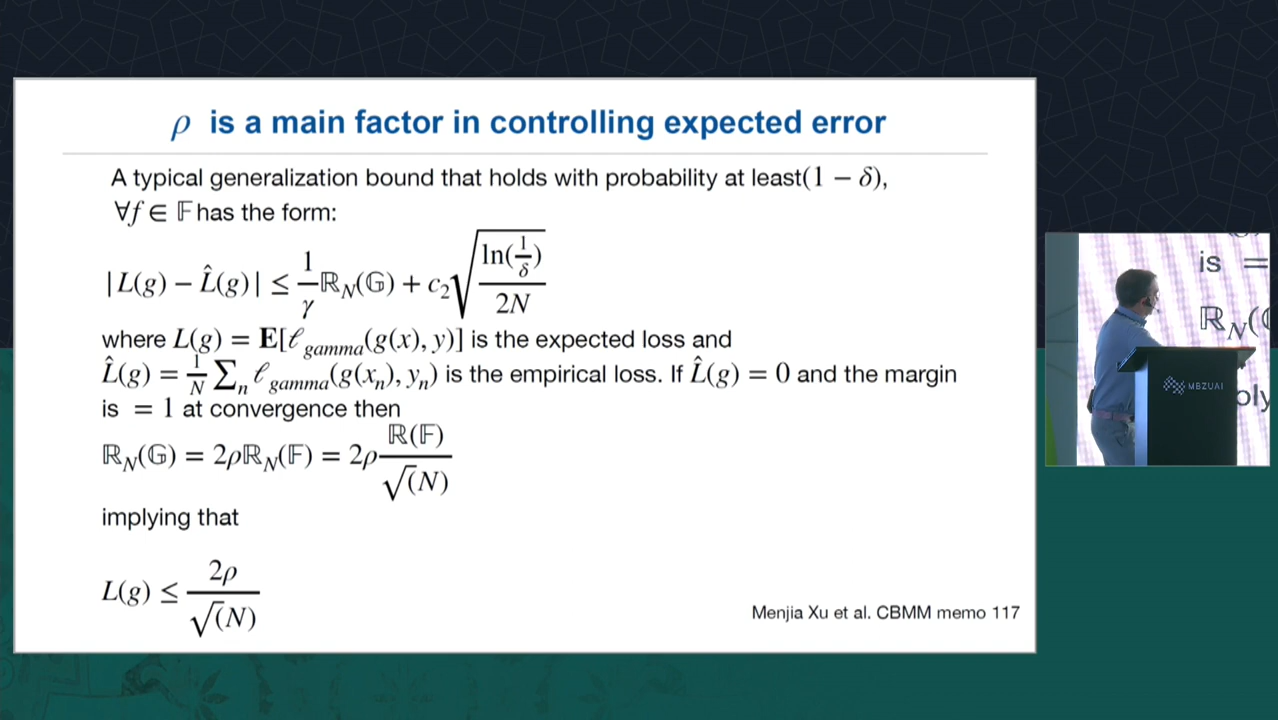 ρ is a main factor in controlling expected error
A typical generalization bound that holds with probability at least(1 − δ),
∀f ∈ 𝔽 has the form:
|L(g) − L̂(g)| ≤ 1/γ ℝ_N(𝔾) + c₂√(ln(1/δ)/2N)
where L(g) = E[ℓ_gamma(g(x), y)] is the expected loss and
L̂(g) = 1/N ∑_n ℓ_gamma(g(x_n), y_n) is the empirical loss. If L̂(g) = 0 and the margin
is = 1 at convergence then
ℝ_N(𝔾) = 2ρℝ_N(𝔽) = 2ρ ℝ(𝔽)/√(N)
implying that
L(g) ≤ 2ρ/√(N)
Menjia Xu et al. CBMM memo 117
is =
ℝ_N(
MBZUAI